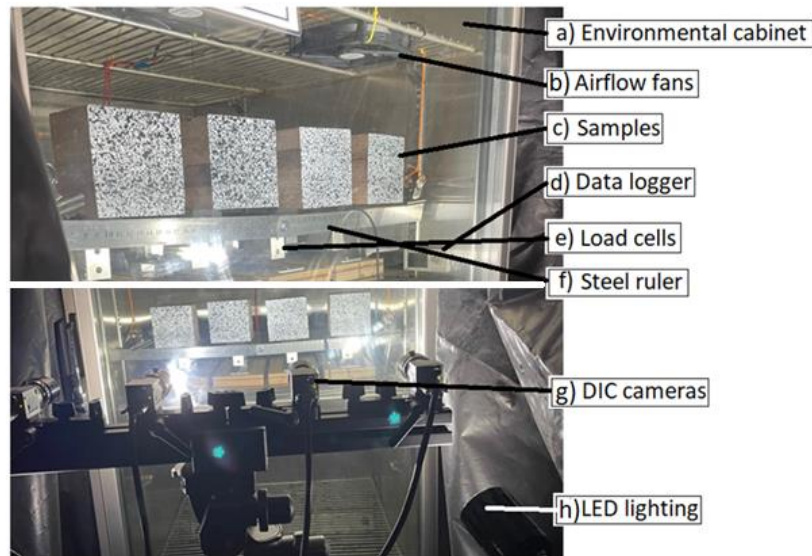 a) Environmental cabinet
b) Airflow fans
c) Samples
d) Data logger
e) Load cells
f) Steel ruler
g) DIC cameras
h) LED lighting